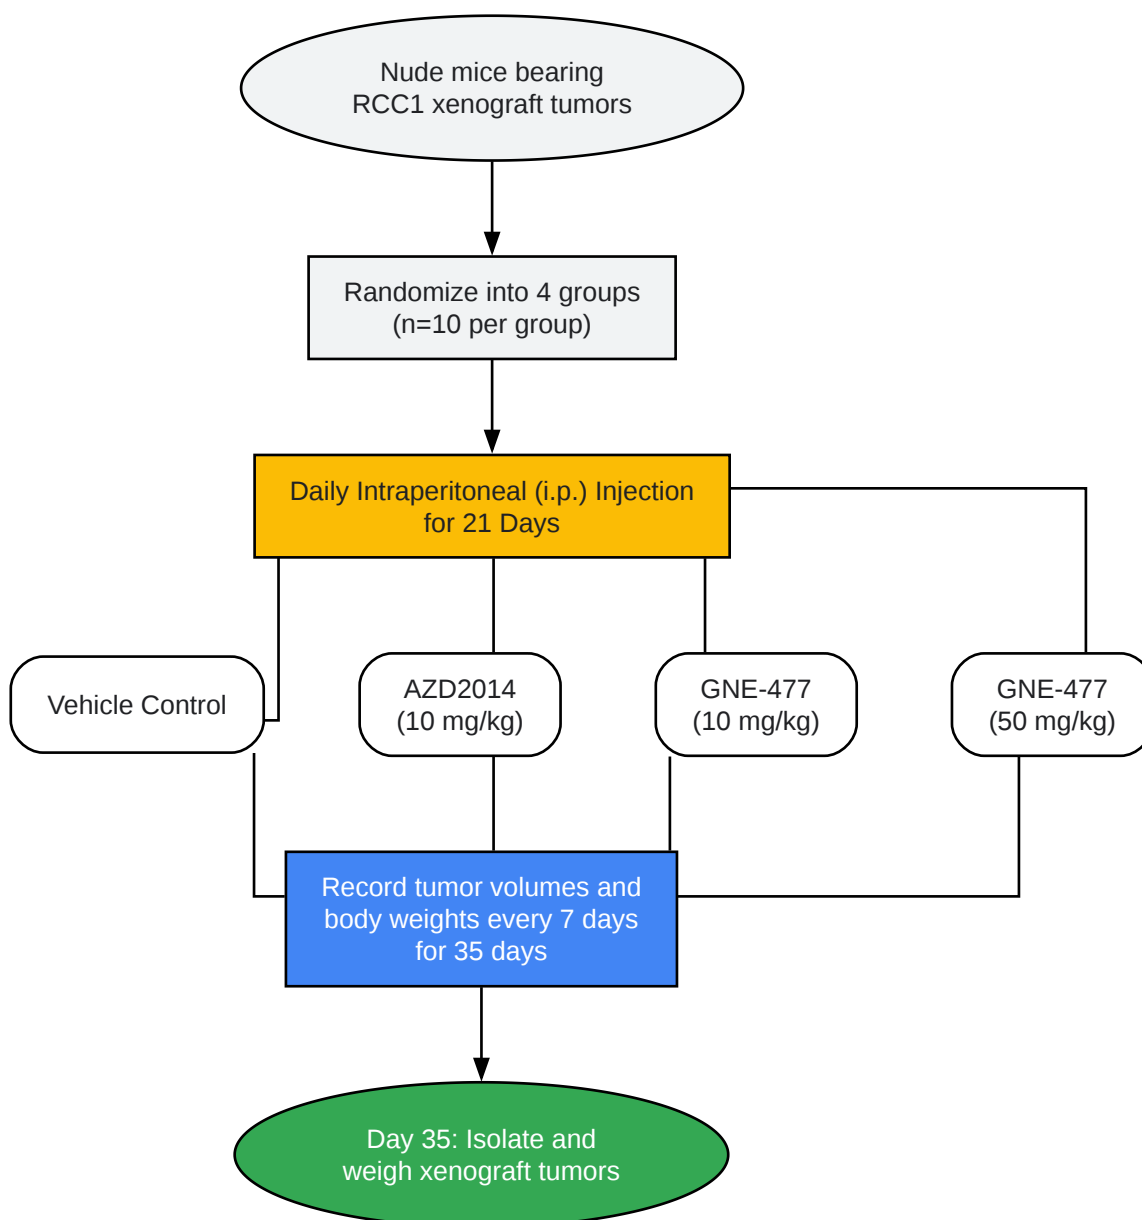 Nude mice bearing
RCC1 xenograft tumors
Randomize into 4 groups
(n=10 per group)
Daily Intraperitoneal (i.p.) Injection
for 21 Days
Vehicle Control
AZD2014
(10 mg/kg)
GNE-477
(10 mg/kg)
GNE-477
(50 mg/kg)
Record tumor volumes and
body weights every 7 days
for 35 days
Day 35: Isolate and
weigh xenograft tumors